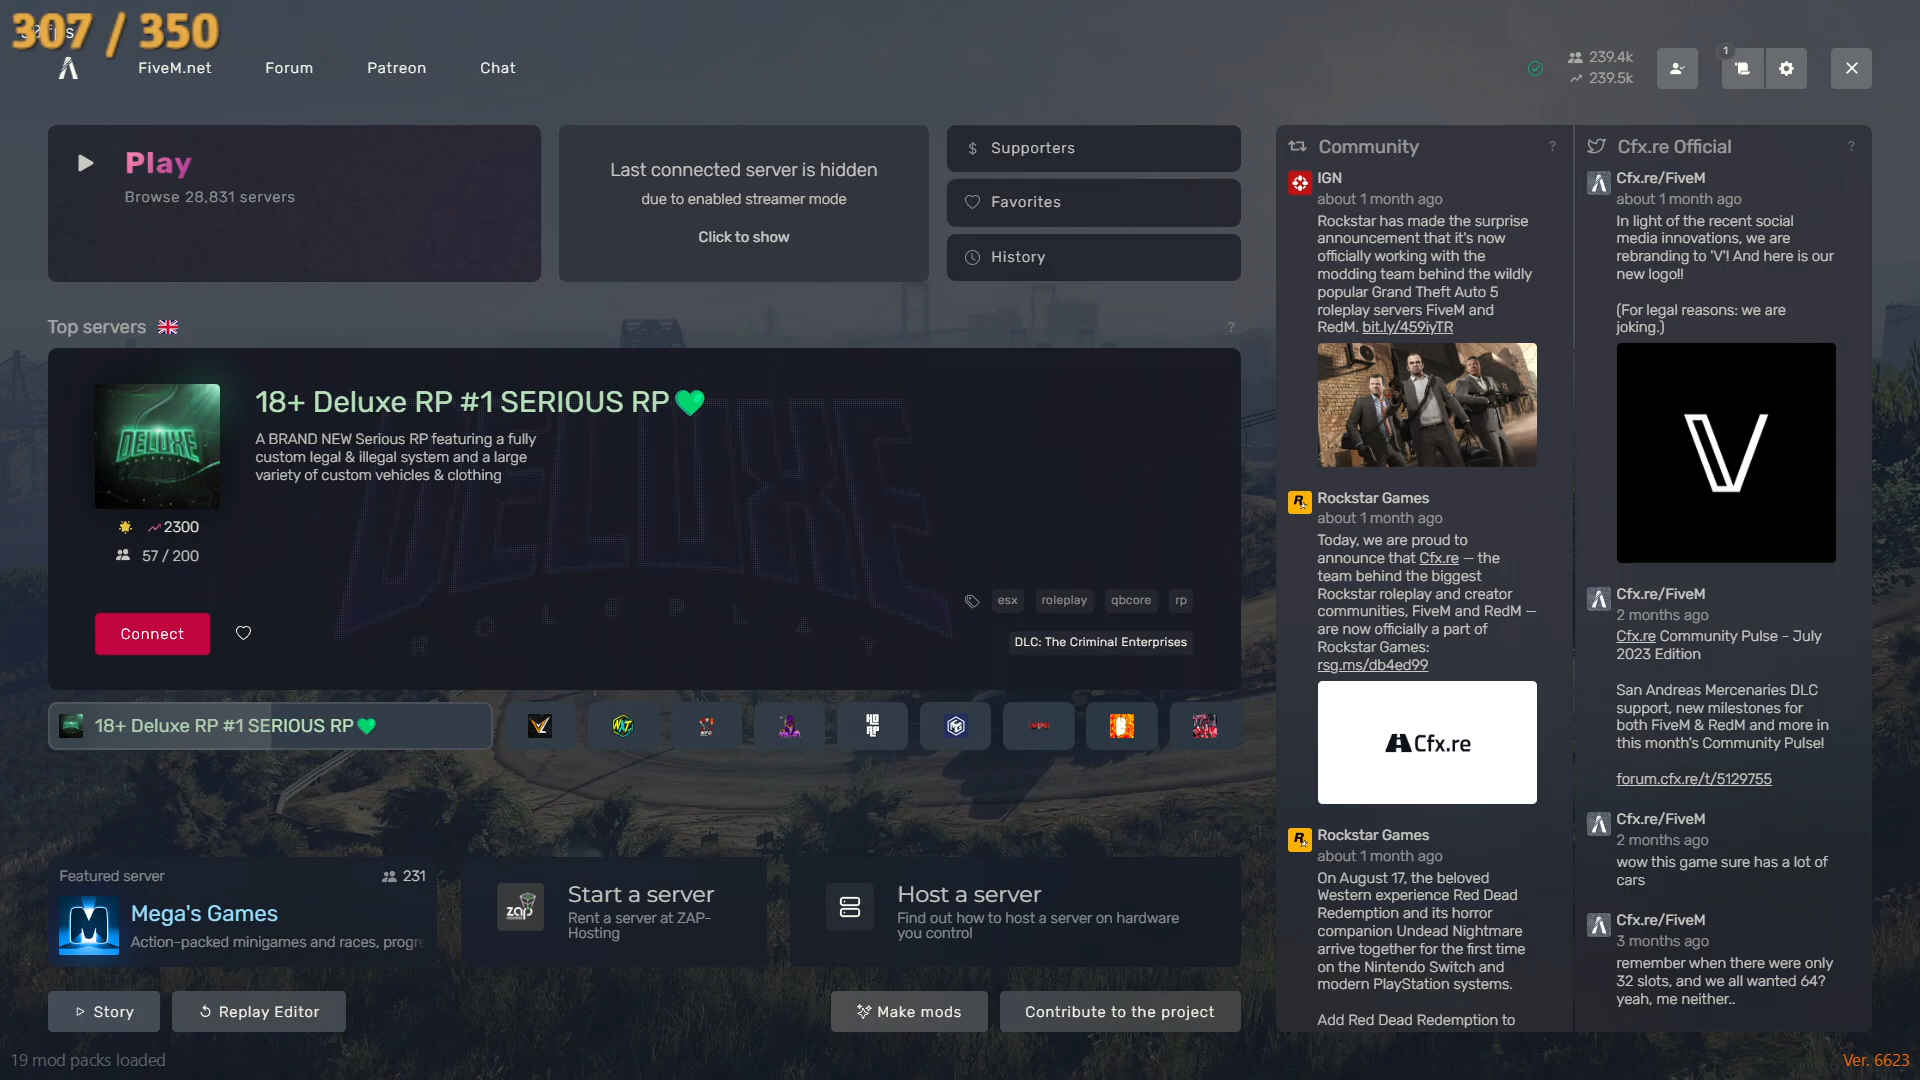 307 / 350
FiveM.net
Forum
Patreon
Chat
239.4k
239.5k
1
Play
Browse 28,831 servers
Last connected server is hidden
due to enabled streamer mode
Click to show
Supporters
Favorites
History
Top servers
?
18+ Deluxe RP #1 SERIOUS RP💚
A BRAND NEW Serious RP featuring a fully
custom legal & illegal system and a large
variety of custom vehicles & clothing
DELUXE
2300
57 / 200
Connect
DELUXE
ROLEPLAY
esx
roleplay
qbcore
rp
DLC: The Criminal Enterprises
18+ Deluxe RP #1 SERIOUS RP💚
Featured server
231
Mega's Games
Action-packed minigames and races, progre
zap
Start a server
Rent a server at ZAP-
Hosting
Host a server
Find out how to host a server on hardware
you control
Story
Replay Editor
Make mods
Contribute to the project
19 mod packs loaded
Community
?
IGN
about 1 month ago
Rockstar has made the surprise
announcement that it's now
officially working with the
modding team behind the wildly
popular Grand Theft Auto 5
roleplay servers FiveM and
RedM. bit.ly/459iyTR
Rockstar Games
about 1 month ago
Today, we are proud to
announce that Cfx.re — the
team behind the biggest
Rockstar roleplay and creator
communities, FiveM and RedM —
are now officially a part of
Rockstar Games:
rsg.ms/db4ed99
Cfx.re
Rockstar Games
about 1 month ago
On August 17, the beloved
Western experience Red Dead
Redemption and its horror
companion Undead Nightmare
arrive together for the first time
on the Nintendo Switch and
modern PlayStation systems.
Add Red Dead Redemption to
Cfx.re Official
?
Cfx.re/FiveM
about 1 month ago
In light of the recent social
media innovations, we are
rebranding to 'V'! And here is our
new logo!!
(For legal reasons: we are
joking.)
V
Cfx.re/FiveM
2 months ago
Cfx.re Community Pulse - July
2023 Edition
San Andreas Mercenaries DLC
support, new milestones for
both FiveM & RedM and more in
this month's Community Pulse!
forum.cfx.re/t/5129755
Cfx.re/FiveM
2 months ago
wow this game sure has a lot of
cars
Cfx.re/FiveM
3 months ago
remember when there were only
32 slots, and we all wanted 64?
yeah, me neither..
Ver. 6623